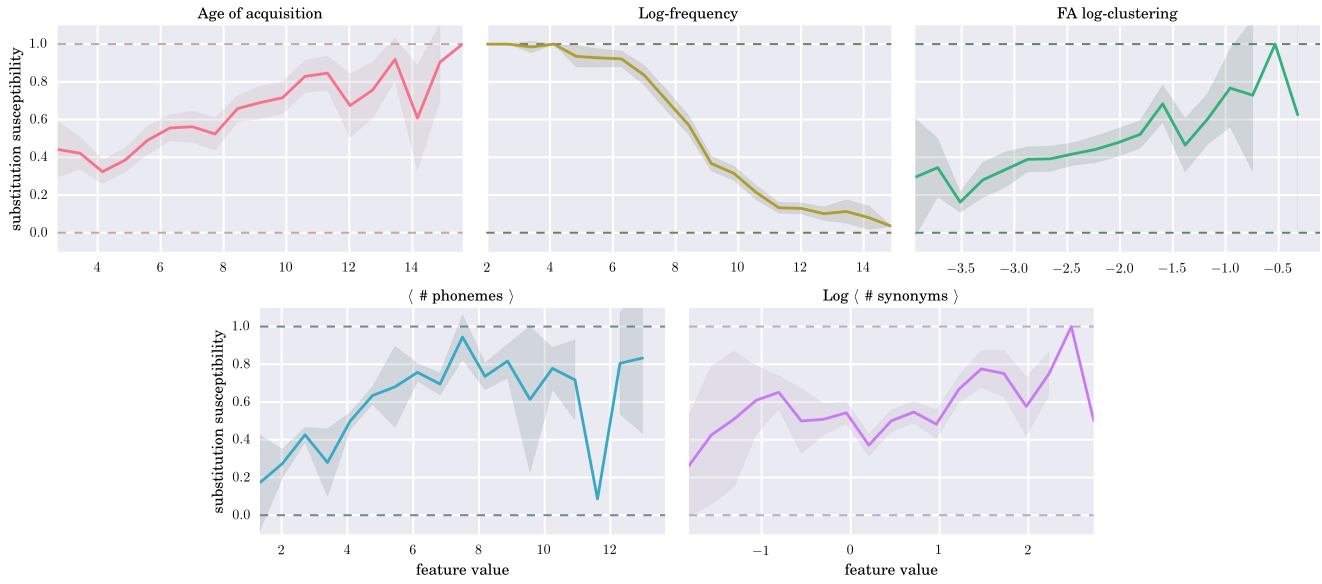 Age of acquisition
Log-frequency
FA log-clustering
substitution susceptibility
1.0
0.8
0.6
0.4
0.2
0.0
4 6 8 10 12 14
2 4 6 8 10 12 14
−3.5 −3.0 −2.5 −2.0 −1.5 −1.0 −0.5
⟨ # phonemes ⟩
Log ⟨ # synonyms ⟩
substitution susceptibility
1.0
0.8
0.6
0.4
0.2
0.0
2 4 6 8 10 12
−1 0 1 2
feature value
feature value